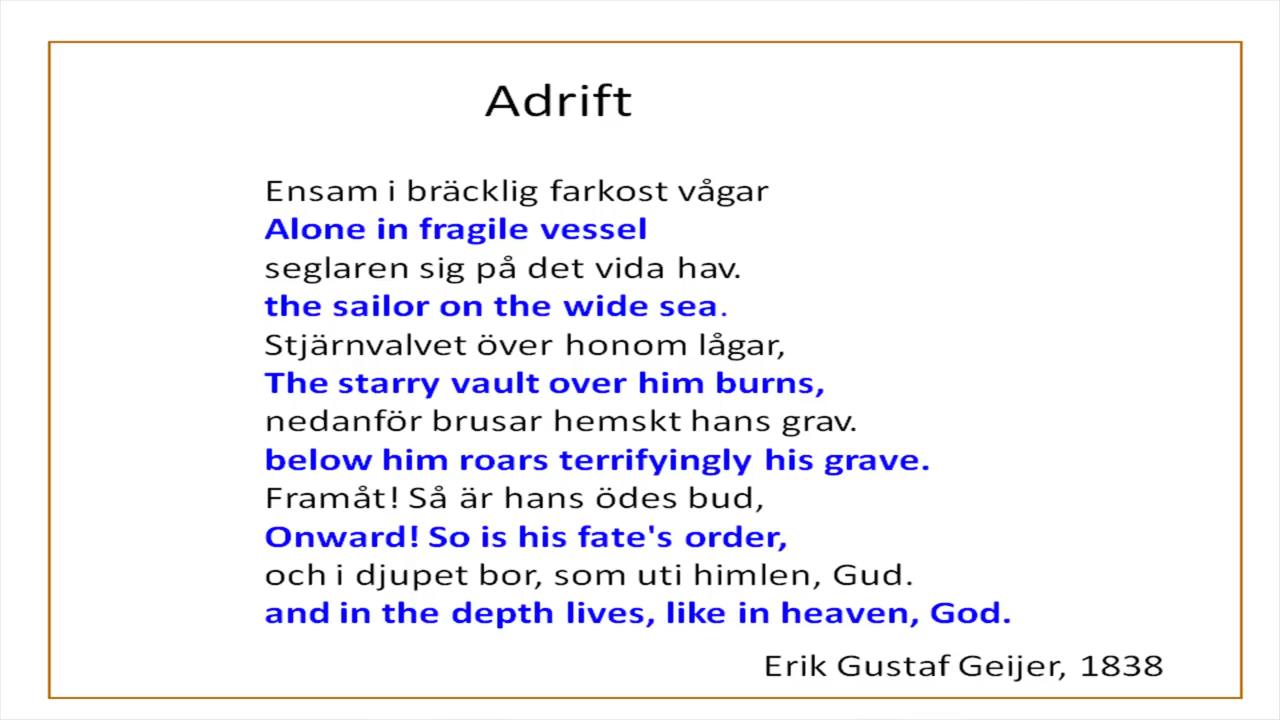 Adrift
Ensam i bräcklig farkost vågar
Alone in fragile vessel
seglaren sig på det vida hav.
the sailor on the wide sea.
Stjärnvalvet över honom lågar,
The starry vault over him burns,
nedanför brusar hemskt hans grav.
below him roars terrifyingly his grave.
Framåt! Så är hans ödes bud,
Onward! So is his fate's order,
och i djupet bor, som uti himlen, Gud.
and in the depth lives, like in heaven, God.
Erik Gustaf Geijer, 1838